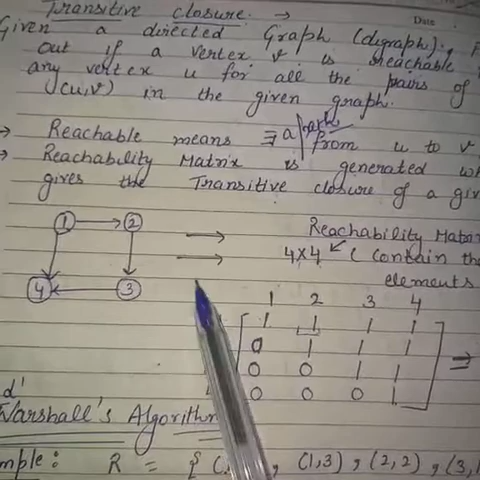 Transitive closure. →
Date
Given a directed Graph (digraph),
out if a vertex v is reachable
any vertex u for all the pairs of
(u,v) in the given graph.
→ Reachable means ∃ a path from u to v
→ Reachability Matrix is generated
gives the Transitive closure of a
1 → 2
4 ← 3
→ Reachability Matrix
→ 4x4 (contain the
elements
1 2 3 4
1 1 1 1
0 1 1 1
0 0 1 1
0 0 0 1
⇒
Warshall's Algorithm
R = { (1, , (1,3), (2,2), (3,